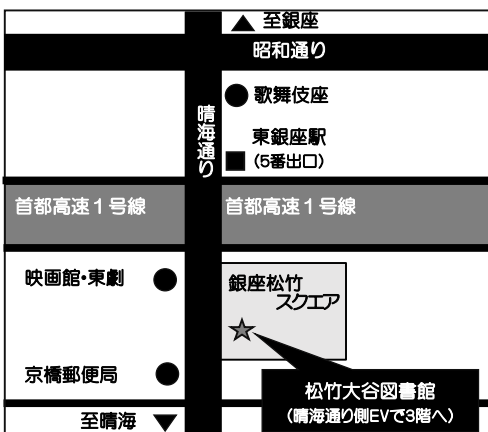 至銀座
昭和通り
歌舞伎座
晴海通り
東銀座駅
(5番出口)
首都高速1号線
首都高速1号線
映画館・東劇
銀座松竹
スクエア
京橋郵便局
松竹大谷図書館
(晴海通り側EVで3階へ)
至晴海